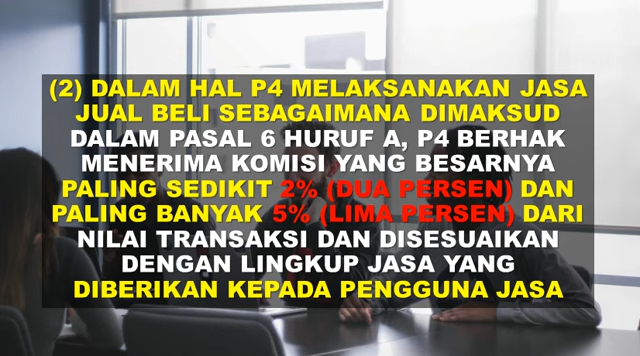 (2) DALAM HAL P4 MELAKSANAKAN JASA
JUAL BELI SEBAGAIMANA DIMAKSUD
DALAM PASAL 6 HURUF A, P4 BERHAK
MENERIMA KOMISI YANG BESARNYA
PALING SEDIKIT 2% (DUA PERSEN) DAN
PALING BANYAK 5% (LIMA PERSEN) DARI
NILAI TRANSAKSI DAN DISESUAIKAN
DENGAN LINGKUP JASA YANG
DIBERIKAN KEPADA PENGGUNA JASA